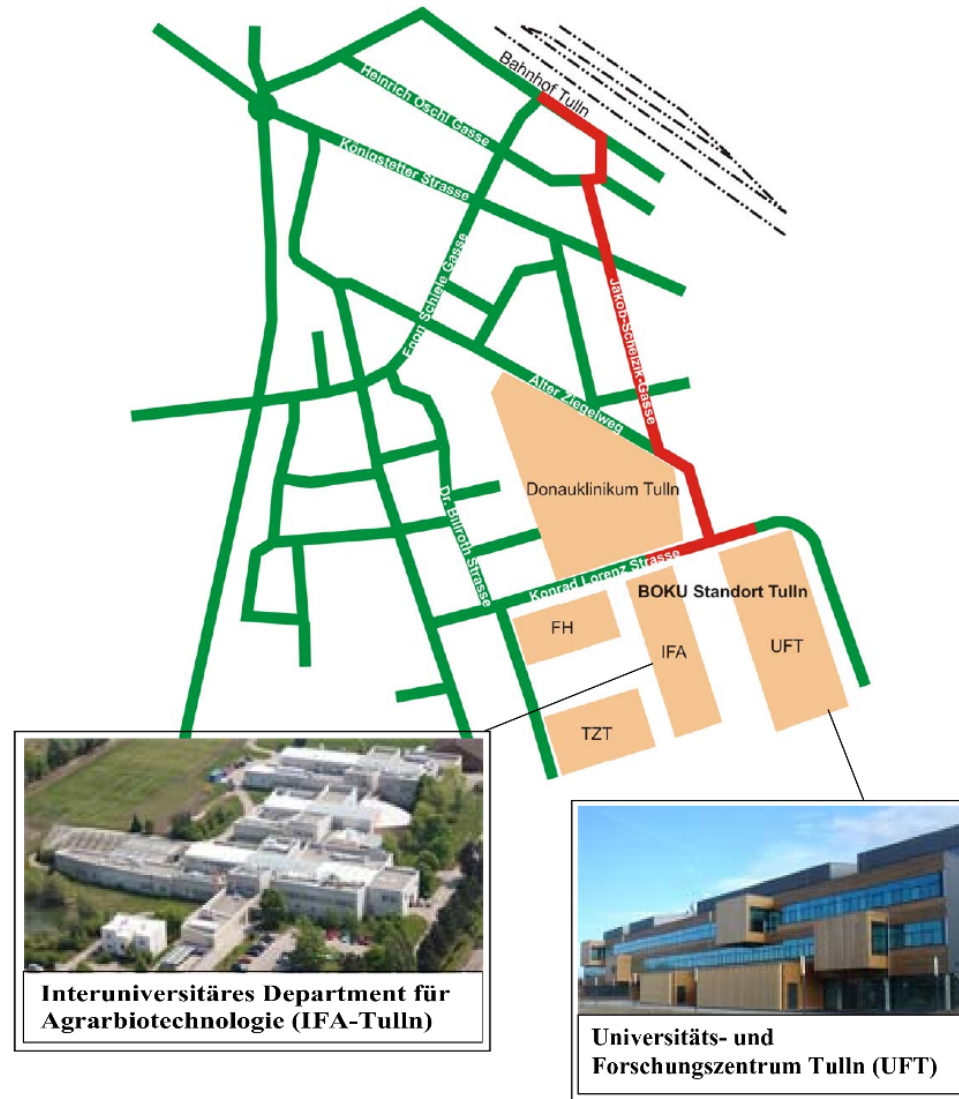 Bahnhof Tulln
Heinrich Öschl Gasse
Königstetter Strasse
Egon Schiele Gasse
Jakob-Scheizik-Gasse
Alter Ziegelweg
Donauklinikum Tulln
Dr. Billroth Strasse
Konrad Lorenz Strasse
BOKU Standort Tulln
FH
IFA
UFT
TZT
Interuniversitäres Department für
Agrarbiotechnologie (IFA-Tulln)
Universitäts- und
Forschungszentrum Tulln (UFT)